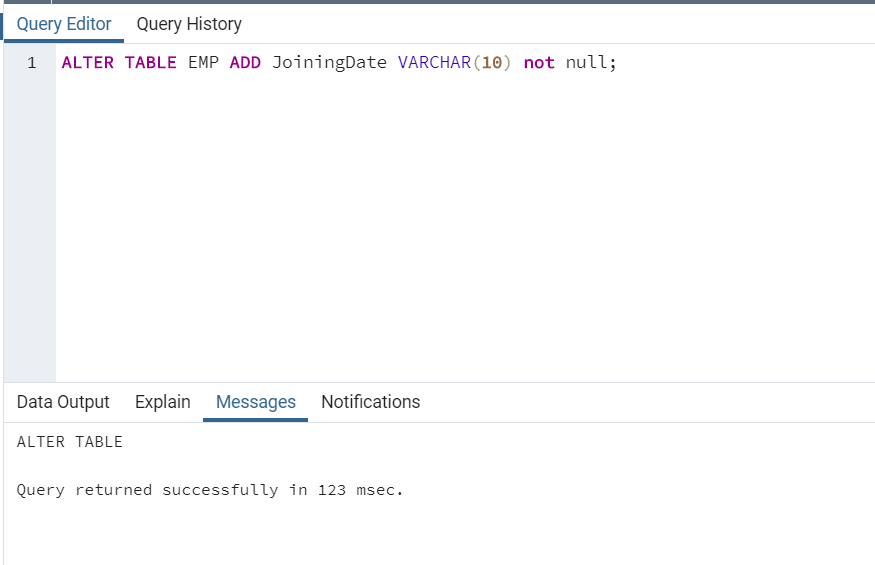 Query Editor Query History
1 ALTER TABLE EMP ADD JoiningDate VARCHAR(10) not null;
Data Output Explain Messages Notifications
ALTER TABLE
Query returned successfully in 123 msec.